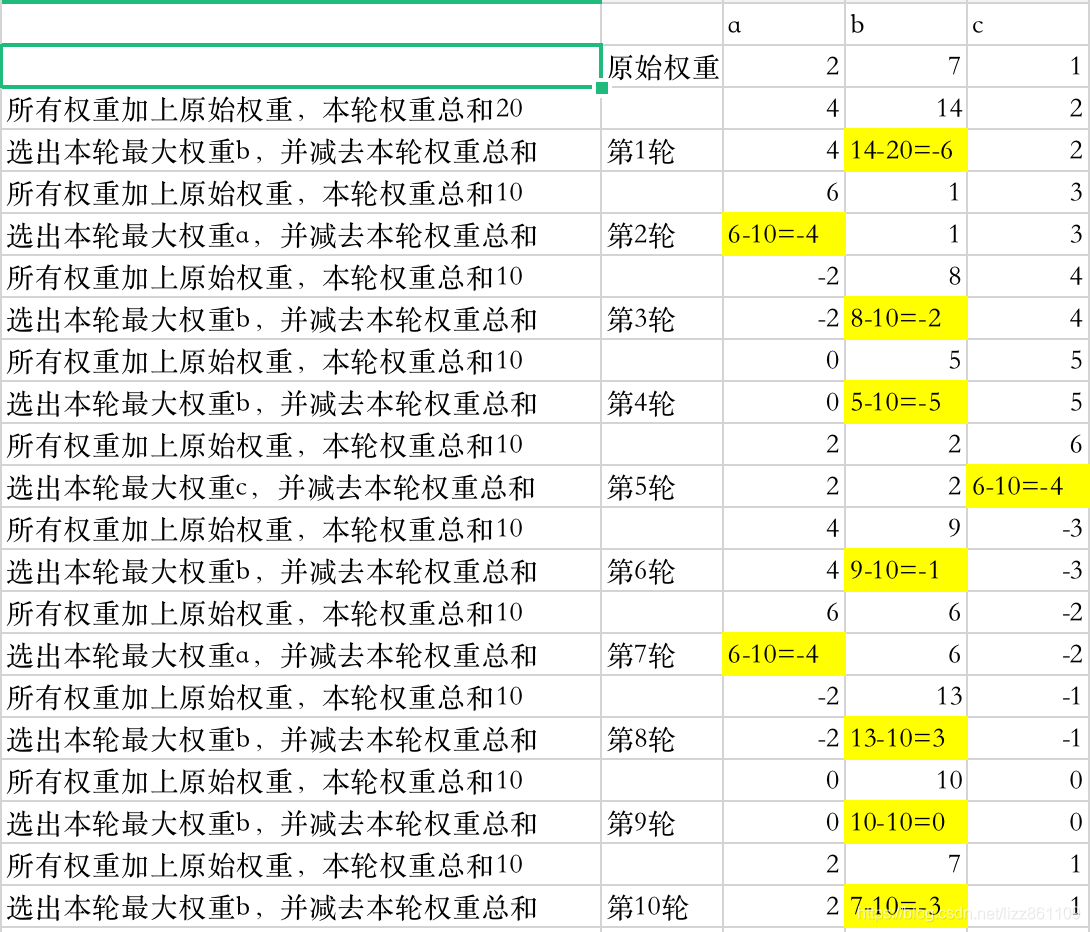 a b c
原始权重 2 7 1
所有权重加上原始权重，本轮权重总和20 4 14 2
选出本轮最大权重b，并减去本轮权重总和 第1轮 4 14-20=-6 2
所有权重加上原始权重，本轮权重总和10 6 1 3
选出本轮最大权重a，并减去本轮权重总和 第2轮 6-10=-4 1 3
所有权重加上原始权重，本轮权重总和10 -2 8 4
选出本轮最大权重b，并减去本轮权重总和 第3轮 -2 8-10=-2 4
所有权重加上原始权重，本轮权重总和10 0 5 5
选出本轮最大权重b，并减去本轮权重总和 第4轮 0 5-10=-5 5
所有权重加上原始权重，本轮权重总和10 2 2 6
选出本轮最大权重c，并减去本轮权重总和 第5轮 2 2 6-10=-4
所有权重加上原始权重，本轮权重总和10 4 9 -3
选出本轮最大权重b，并减去本轮权重总和 第6轮 4 9-10=-1 -3
所有权重加上原始权重，本轮权重总和10 6 6 -2
选出本轮最大权重a，并减去本轮权重总和 第7轮 6-10=-4 6 -2
所有权重加上原始权重，本轮权重总和10 -2 13 -1
选出本轮最大权重b，并减去本轮权重总和 第8轮 -2 13-10=3 -1
所有权重加上原始权重，本轮权重总和10 0 10 0
选出本轮最大权重b，并减去本轮权重总和 第9轮 0 10-10=0 0
所有权重加上原始权重，本轮权重总和10 2 7 1
选出本轮最大权重b，并减去本轮权重总和 第10轮 2 7-10=-3 1